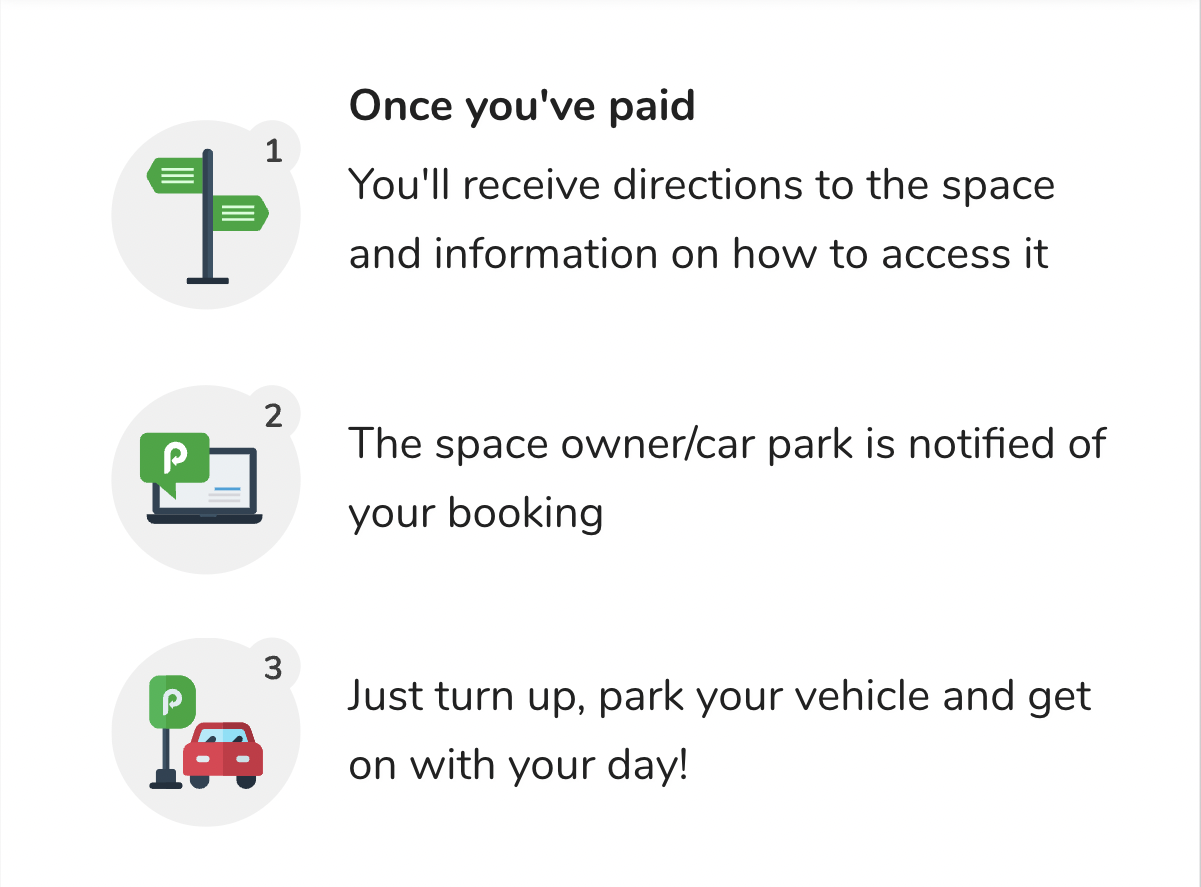 Once you've paid
1
You'll receive directions to the space
and information on how to access it
2
The space owner/car park is notified of
your booking
3
Just turn up, park your vehicle and get
on with your day!